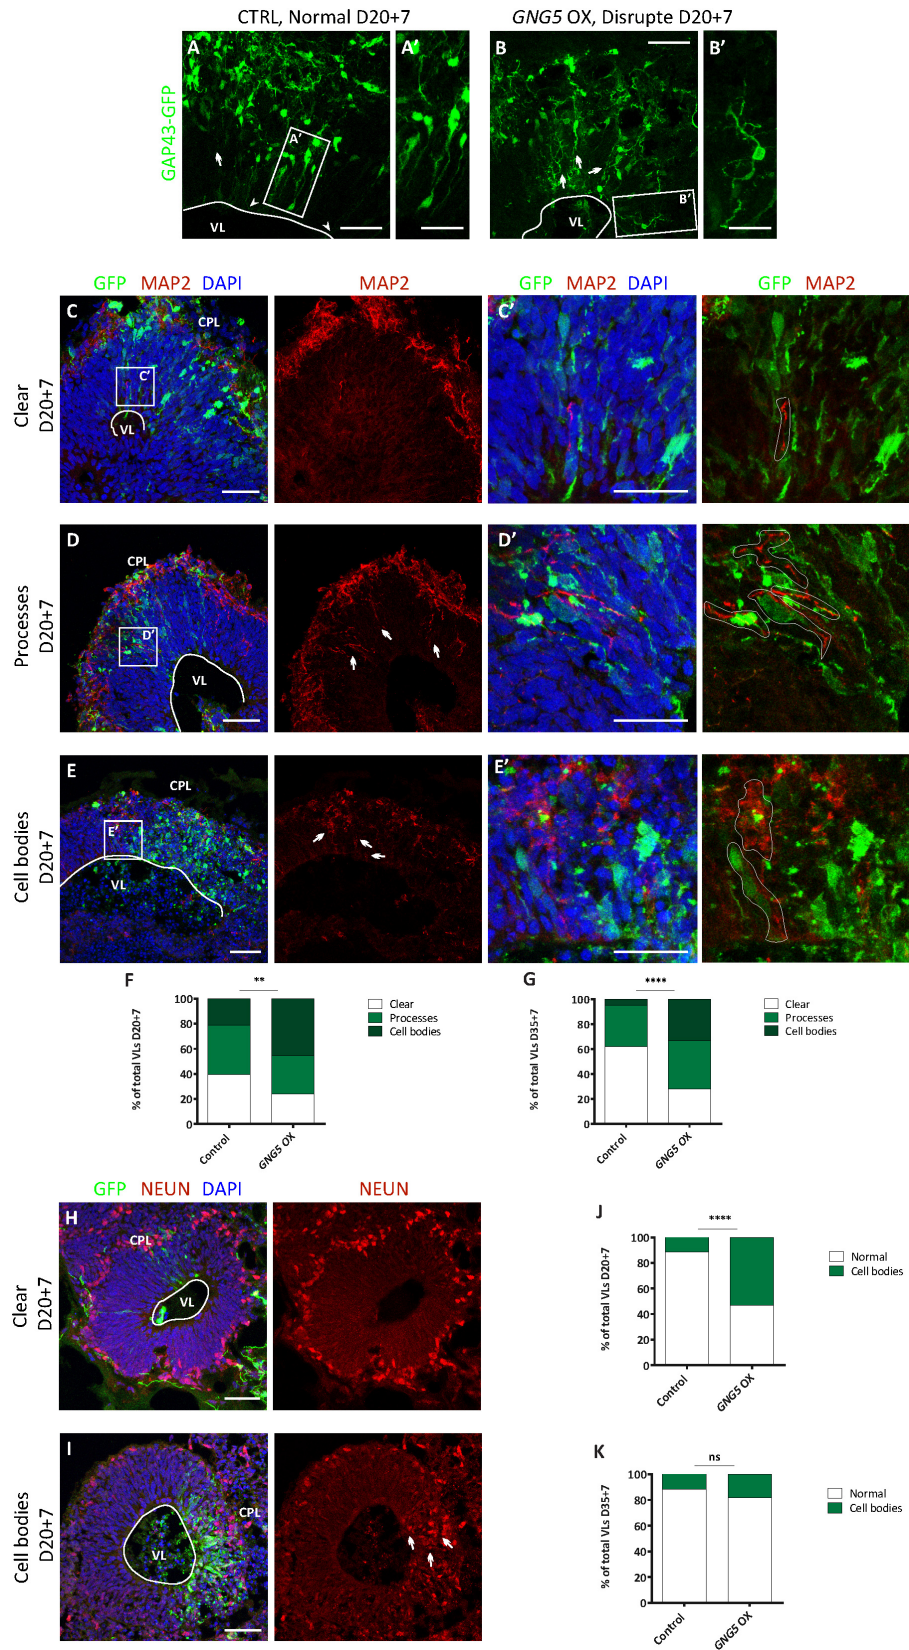 CTRL, Normal D20+7
GNG5 OX, Disrupte D20+7
GAP43-GFP
A
A'
VL
A'
B
VL
B'
B'
GFP MAP2 DAPI
MAP2
GFP MAP2 DAPI
GFP MAP2
Clear
D20+7
C
CPL
C'
VL
C'
Processes
D20+7
D
CPL
D'
VL
D'
Cell bodies
D20+7
E
CPL
E'
VL
E'
F
**
% of total VLs D20+7
100
80
60
40
20
0
Control
GNG5 OX
Clear
Processes
Cell bodies
G
****
% of total VLs D35+7
100
80
60
40
20
0
Control
GNG5 OX
Clear
Processes
Cell bodies
GFP NEUN DAPI
NEUN
Clear
D20+7
H
CPL
VL
J
****
% of total VLs D20+7
100
80
60
40
20
0
Control
GNG5 OX
Normal
Cell bodies
Cell bodies
D20+7
I
CPL
VL
K
ns
% of total VLs D35+7
100
80
60
40
20
0
Control
GNG5 OX
Normal
Cell bodies